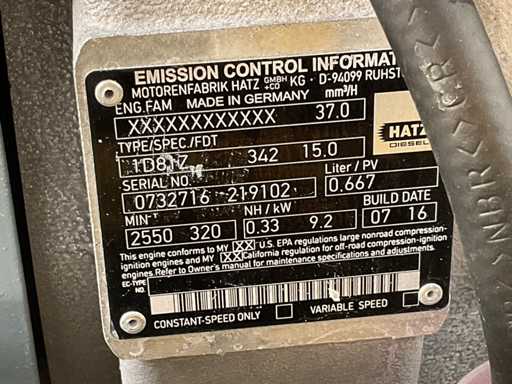 EMISSION CONTROL INFORMAT
MOTORENFABRIK HATZ GMBH +CO KG · D-94099 RUHST
ENG.FAM MADE IN GERMANY mm³/H
XXXXXXXXXXXX 37.0
TYPE/SPEC./FDT
1D81Z 342 15.0
HATZ
DIESEL
SERIAL NO. Liter / PV
0732716 - 219102 0.667
MIN⁻¹ NH / kW BUILD DATE
2550 320 0.33 9.2 07 16
This engine conforms to MY XX U.S. EPA regulations large nonroad compression-
ignition engines and MY XX California regulation for off-road compression-ignition
engines. Refer to Owner's manual for maintenance specifications and adjustments.
EC-TYPE
NO.
CONSTANT-SPEED ONLY VARIABLE SPEED
NBR <> CR 2>